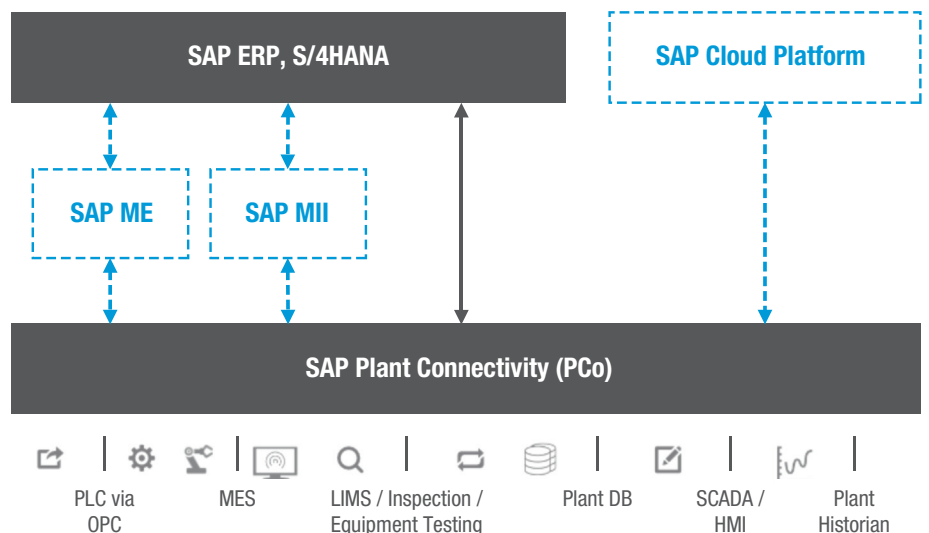 SAP ERP, S/4HANA
SAP Cloud Platform
SAP ME
SAP MII
SAP Plant Connectivity (PCo)
PLC via
OPC
MES
LIMS / Inspection /
Equipment Testing
Plant DB
SCADA /
HMI
Plant
Historian